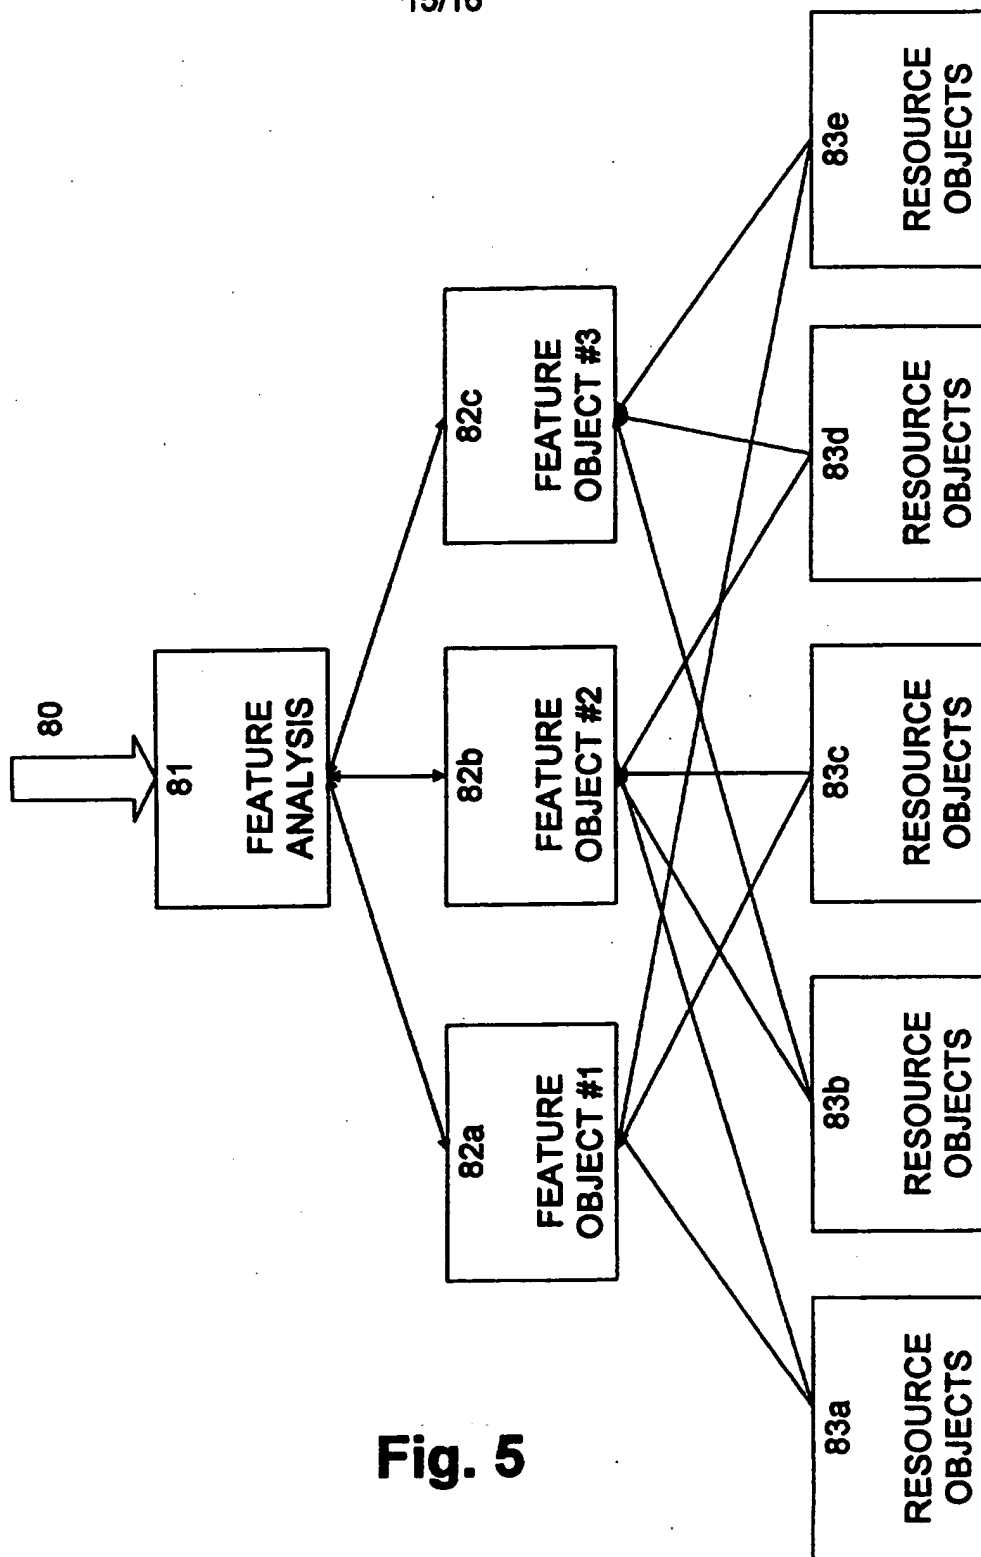 15/16
80
81
FEATURE
ANALYSIS
82a
FEATURE
OBJECT #1
82b
FEATURE
OBJECT #2
82c
FEATURE
OBJECT #3
83a
RESOURCE
OBJECTS
83b
RESOURCE
OBJECTS
83c
RESOURCE
OBJECTS
83d
RESOURCE
OBJECTS
83e
RESOURCE
OBJECTS
Fig. 5